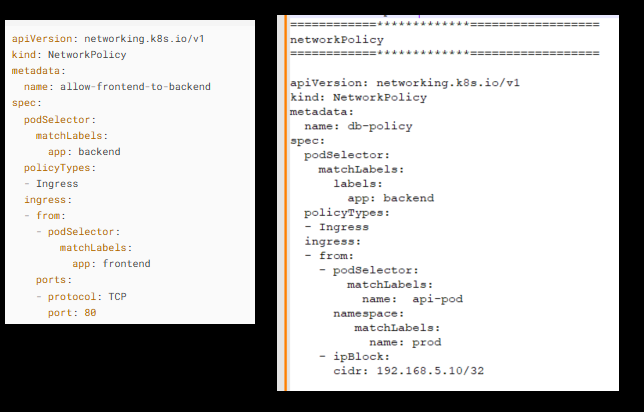 apiVersion: networking.k8s.io/v1
kind: NetworkPolicy
metadata:
  name: allow-frontend-to-backend
spec:
  podSelector:
    matchLabels:
      app: backend
  policyTypes:
  - Ingress
  ingress:
  - from:
    - podSelector:
        matchLabels:
          app: frontend
    ports:
    - protocol: TCP
      port: 80
============*************==================
networkPolicy
============*************==================
apiVersion: networking.k8s.io/v1
kind: NetworkPolicy
metadata:
  name: db-policy
spec:
  podSelector:
    matchLabels:
      labels:
        app: backend
  policyTypes:
  - Ingress
  ingress:
  - from:
    - podSelector:
        matchLabels:
          name:  api-pod
      namespace:
         matchLabels:
           name: prod
    - ipBlock:
      cidr: 192.168.5.10/32